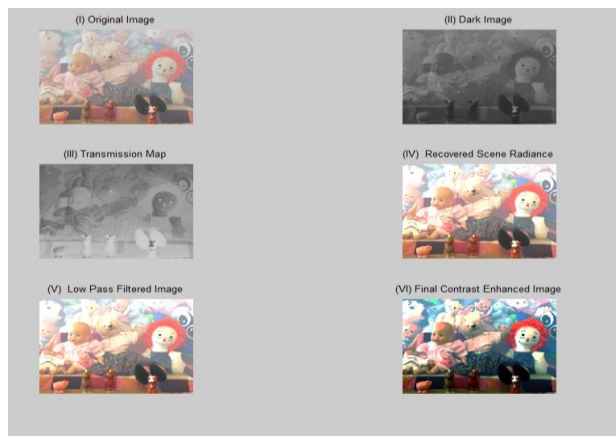 (I) Original Image
(II) Dark Image
(III) Transmission Map
(IV) Recovered Scene Radiance
(V) Low Pass Filtered Image
(VI) Final Contrast Enhanced Image